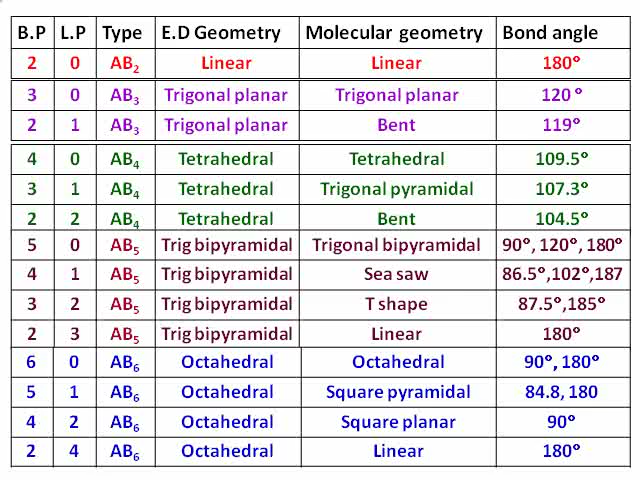 B.P L.P Type E.D Geometry Molecular geometry Bond angle
2 0 AB₂ Linear Linear 180°
3 0 AB₃ Trigonal planar Trigonal planar 120 °
2 1 AB₃ Trigonal planar Bent 119°
4 0 AB₄ Tetrahedral Tetrahedral 109.5°
3 1 AB₄ Tetrahedral Trigonal pyramidal 107.3°
2 2 AB₄ Tetrahedral Bent 104.5°
5 0 AB₅ Trig bipyramidal Trigonal bipyramidal 90°, 120°, 180°
4 1 AB₅ Trig bipyramidal Sea saw 86.5°,102°,187
3 2 AB₅ Trig bipyramidal T shape 87.5°,185°
2 3 AB₅ Trig bipyramidal Linear 180°
6 0 AB₆ Octahedral Octahedral 90°, 180°
5 1 AB₆ Octahedral Square pyramidal 84.8, 180
4 2 AB₆ Octahedral Square planar 90°
2 4 AB₆ Octahedral Linear 180°